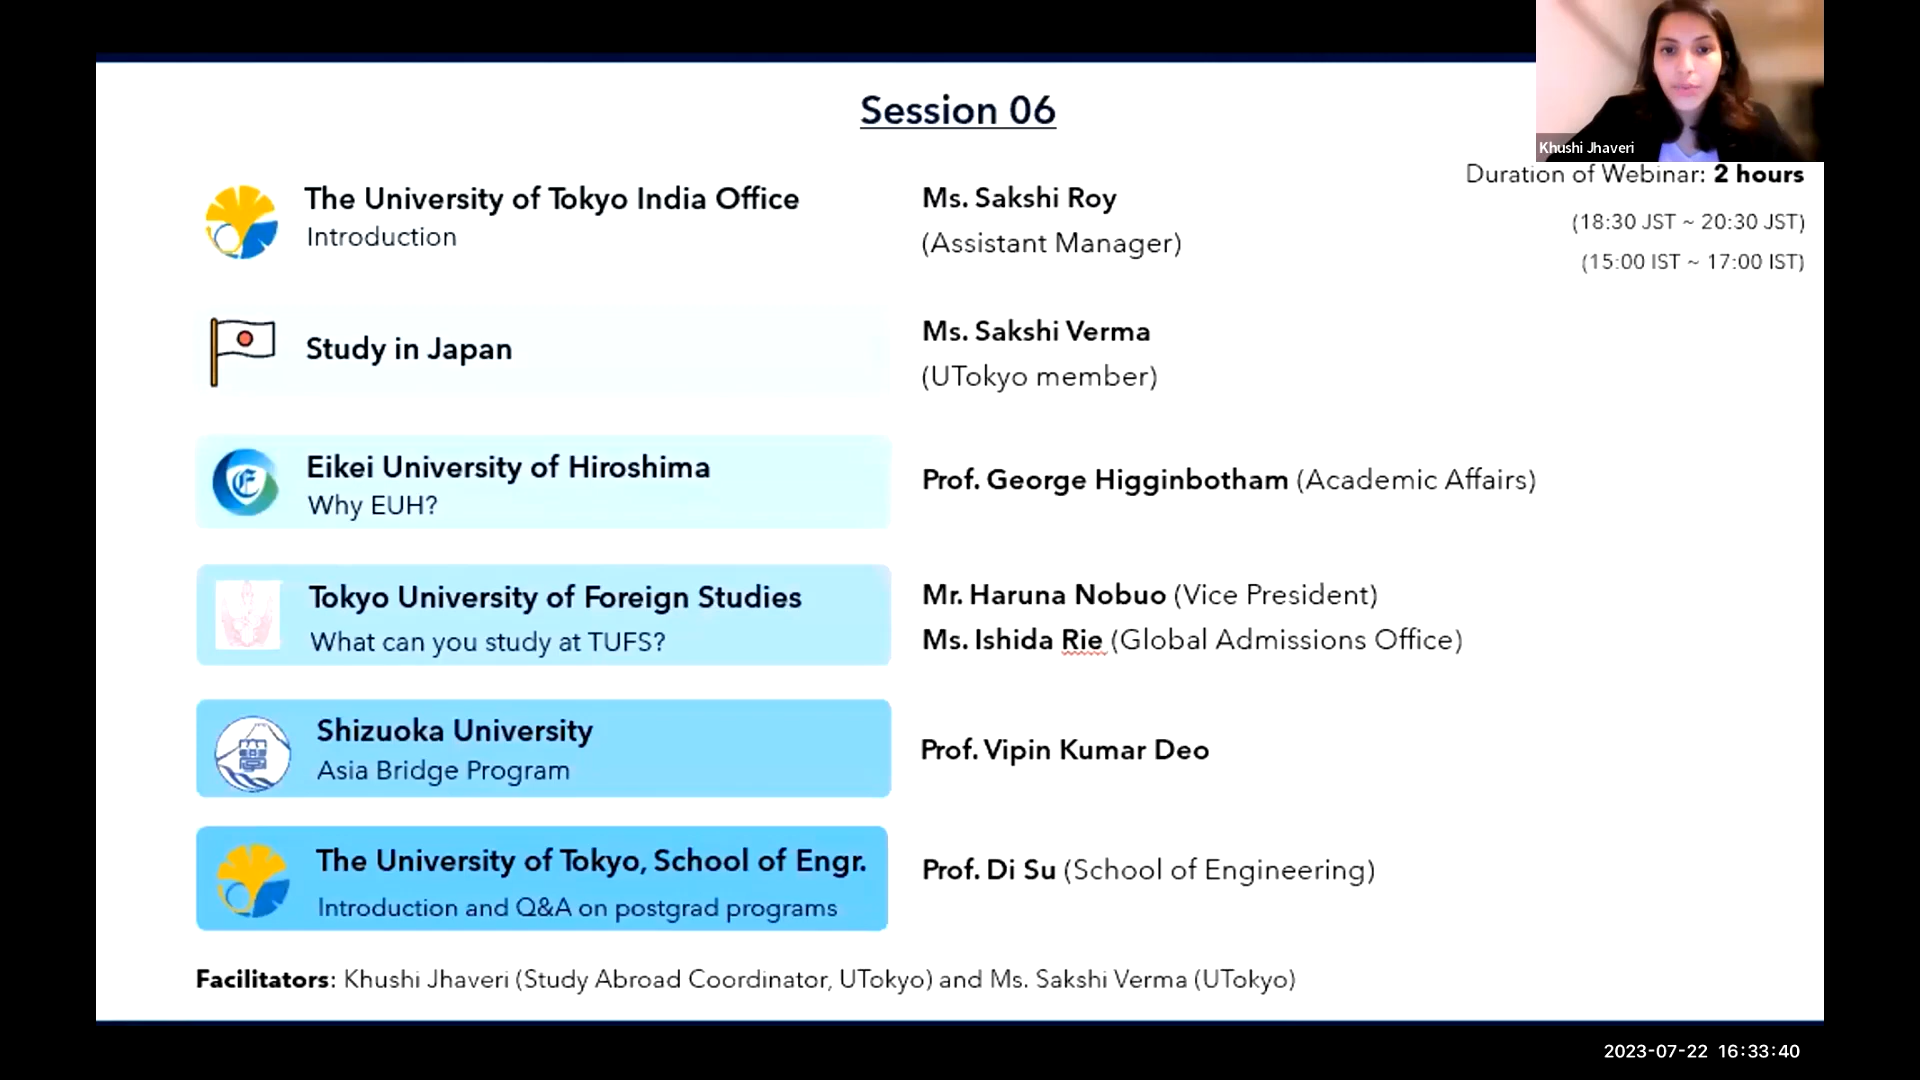 Session 06
Khushi Jhaveri
Duration of Webinar: 2 hours
(18:30 JST ~ 20:30 JST)
(15:00 IST ~ 17:00 IST)
The University of Tokyo India Office
Introduction
Ms. Sakshi Roy
(Assistant Manager)
Study in Japan
Ms. Sakshi Verma
(UTokyo member)
Eikei University of Hiroshima
Why EUH?
Prof. George Higginbotham (Academic Affairs)
Tokyo University of Foreign Studies
What can you study at TUFS?
Mr. Haruna Nobuo (Vice President)
Ms. Ishida Rie (Global Admissions Office)
Shizuoka University
Asia Bridge Program
Prof. Vipin Kumar Deo
The University of Tokyo, School of Engr.
Introduction and Q&A on postgrad programs
Prof. Di Su (School of Engineering)
Facilitators: Khushi Jhaveri (Study Abroad Coordinator, UTokyo) and Ms. Sakshi Verma (UTokyo)
2023-07-22 16:33:40